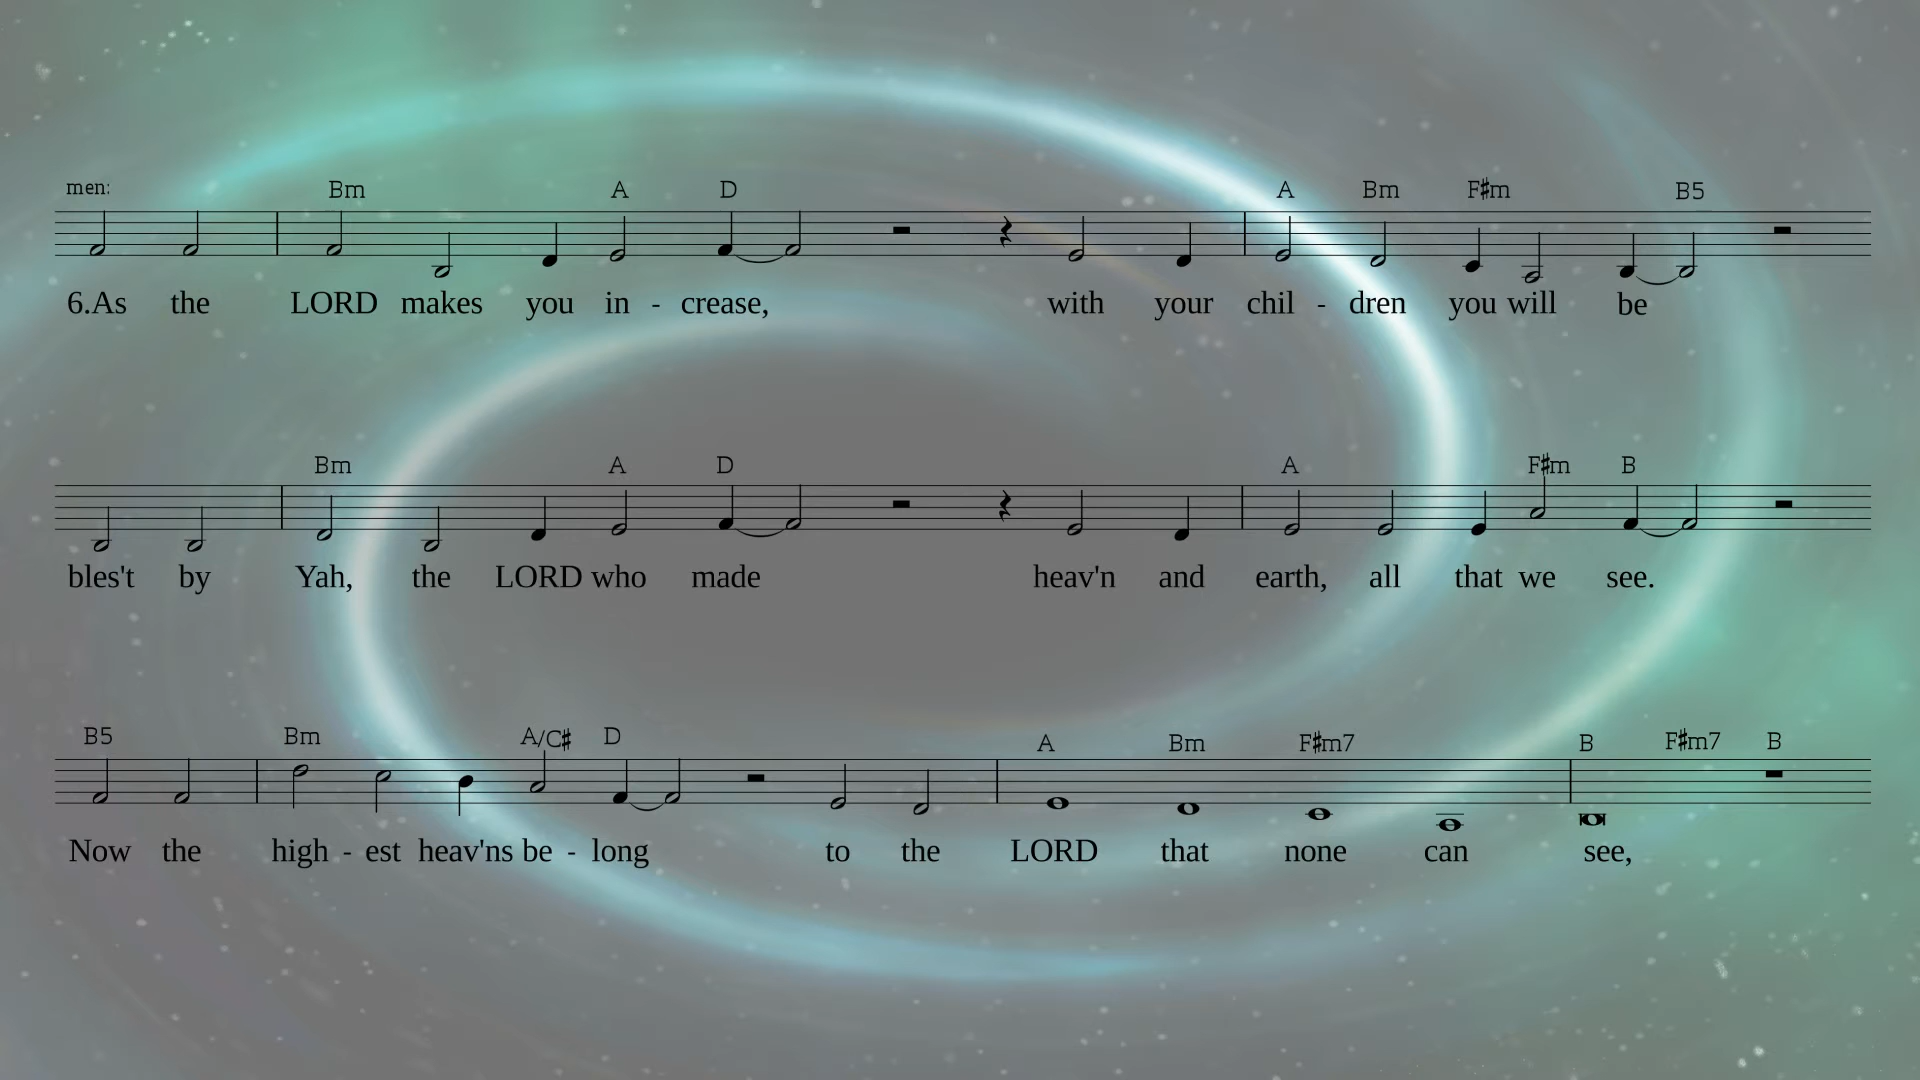 men: Bm A D A Bm F#m B5
6.As the LORD makes you in - crease, with your chil - dren you will be
Bm A D A F#m B
bles't by Yah, the LORD who made heav'n and earth, all that we see.
B5 Bm A/C# D A Bm F#m7 B F#m7 B
Now the high - est heav'ns be - long to the LORD that none can see,